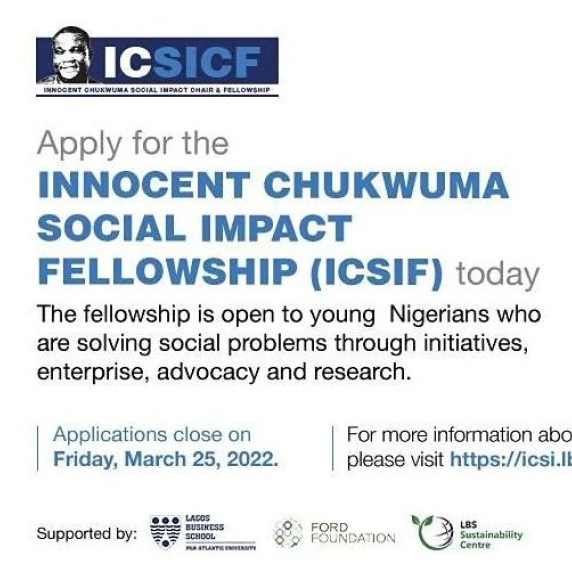 ICSICF
INNOCENT CHUKWUMA SOCIAL IMPACT CHAIR & FELLOWSHIP
Apply for the
INNOCENT CHUKWUMA
SOCIAL IMPACT
FELLOWSHIP (ICSIF) today
The fellowship is open to young Nigerians who
are solving social problems through initiatives,
enterprise, advocacy and research.
Applications close on
Friday, March 25, 2022.
For more information abo
please visit https://icsi.lb
Supported by:
LAGOS
BUSINESS
SCHOOL
PAN-ATLANTIC UNIVERSITY
FORD
FOUNDATION
LBS
Sustainability
Centre